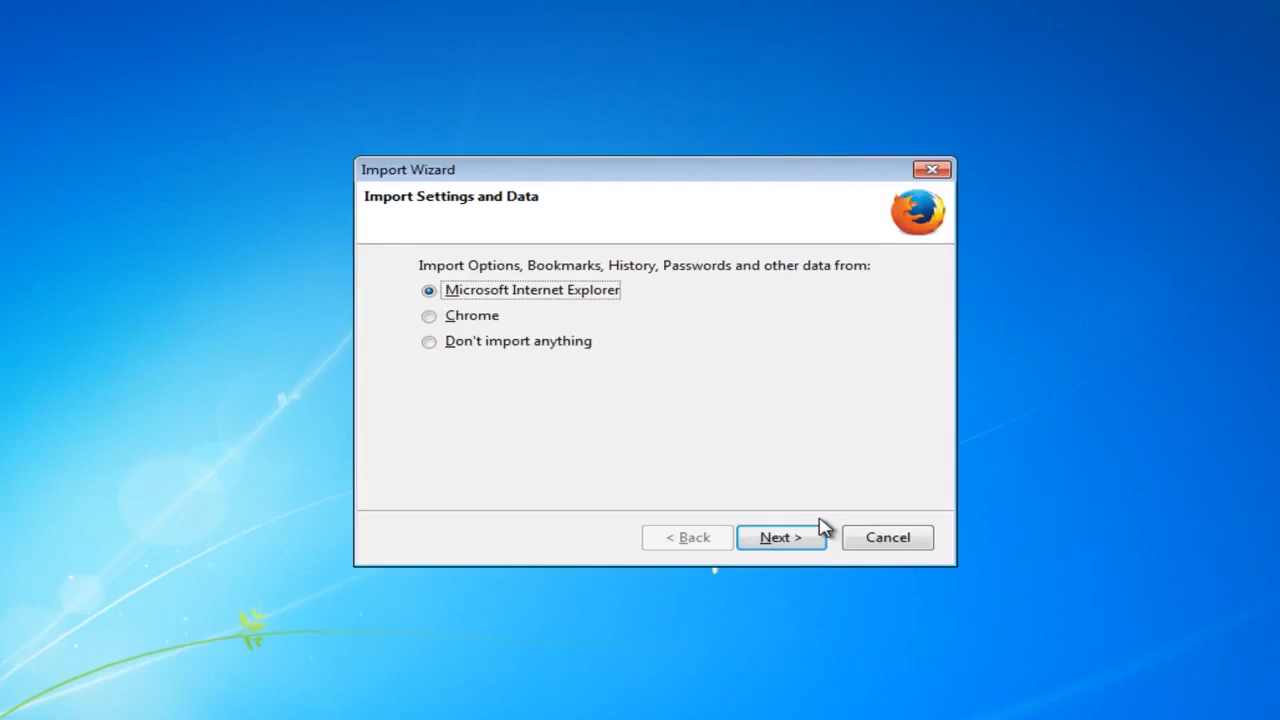 Import Wizard
Import Settings and Data
Import Options, Bookmarks, History, Passwords and other data from:
Microsoft Internet Explorer
Chrome
Don't import anything
< Back Next > Cancel